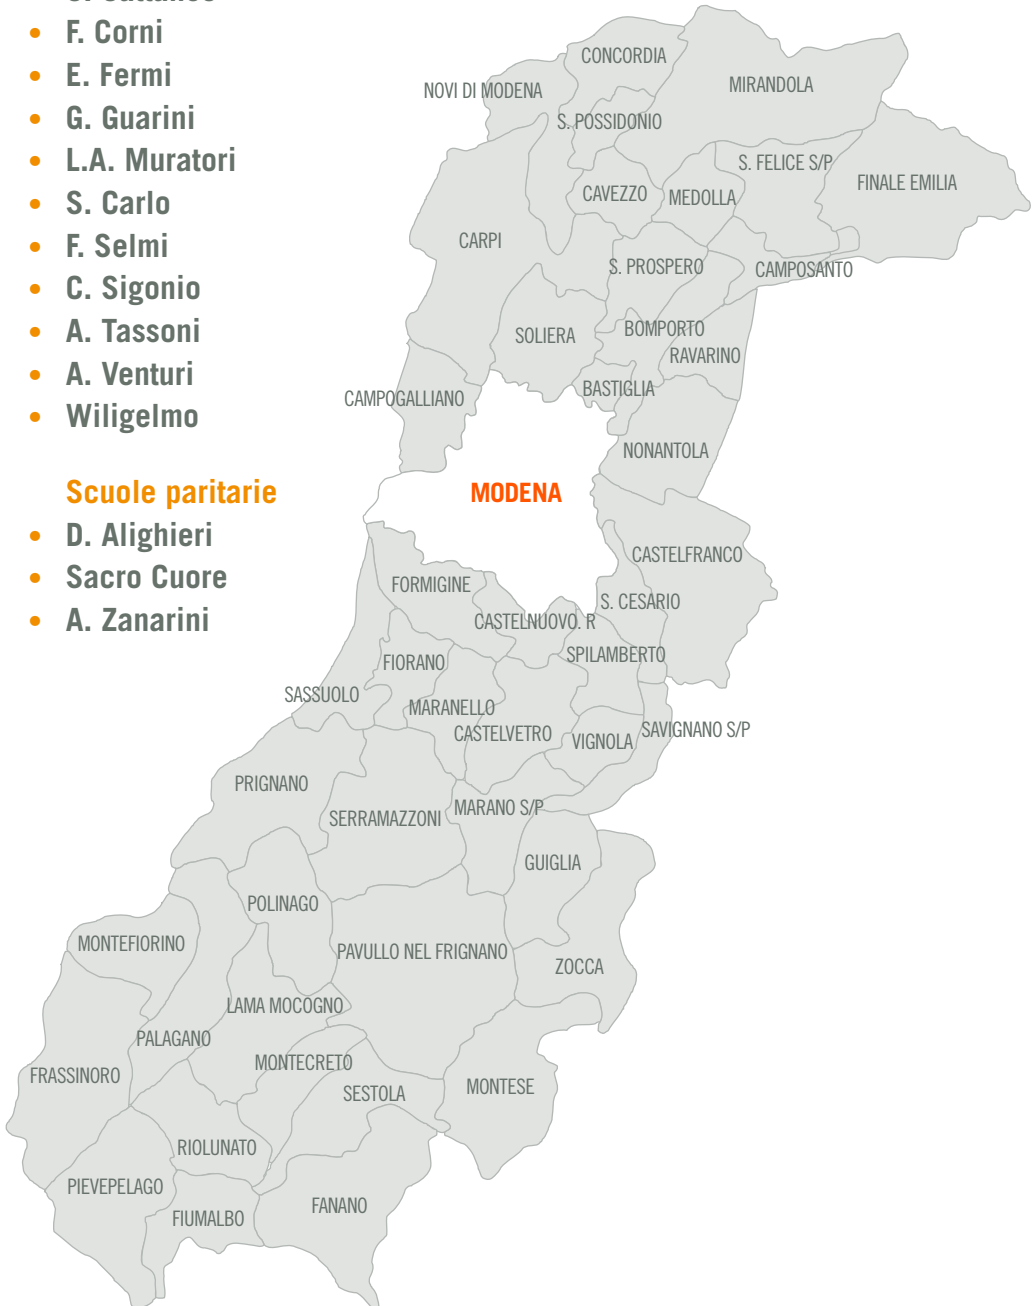 • F. Corni
• E. Fermi
• G. Guarini
• L.A. Muratori
• S. Carlo
• F. Selmi
• C. Sigonio
• A. Tassoni
• A. Venturi
• Wiligelmo
Scuole paritarie
• D. Alighieri
• Sacro Cuore
• A. Zanarini
CONCORDIA
MIRANDOLA
NOVI DI MODENA
S. POSSIDONIO
S. FELICE S/P
FINALE EMILIA
CAVEZZO
MEDOLLA
CARPI
S. PROSPERO
CAMPOSANTO
SOLIERA
BOMPORTO
RAVARINO
BASTIGLIA
CAMPOGALLIANO
NONANTOLA
MODENA
CASTELFRANCO
FORMIGINE
S. CESARIO
CASTELNUOVO. R
SPILAMBERTO
FIORANO
SASSUOLO
MARANELLO
CASTELVETRO
SAVIGNANO S/P
VIGNOLA
PRIGNANO
MARANO S/P
SERRAMAZZONI
GUIGLIA
POLINAGO
MONTEFIORINO
PAVULLO NEL FRIGNANO
ZOCCA
LAMA MOCOGNO
PALAGANO
MONTECRETO
FRASSINORO
MONTESE
SESTOLA
RIOLUNATO
PIEVEPELAGO
FANANO
FIUMALBO